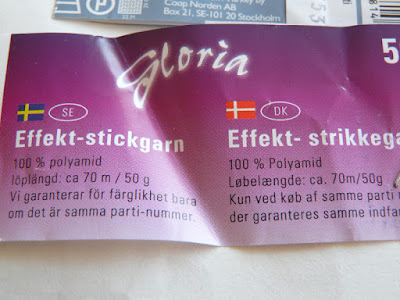 Coop Norden AB
Box 21, SE-101 20 Stockholm
P
53
Gloria
5
SE
Effekt-stickgarn
100 % polyamid
löplängd: ca 70 m / 50 g
Vi garanterar för färglikhet bara
om det är samma parti-nummer.
DK
Effekt- strikkega
100 % Polyamid
Løbelængde: ca. 70m/50g
Kun ved køb af samme parti
der garanteres samme indfar